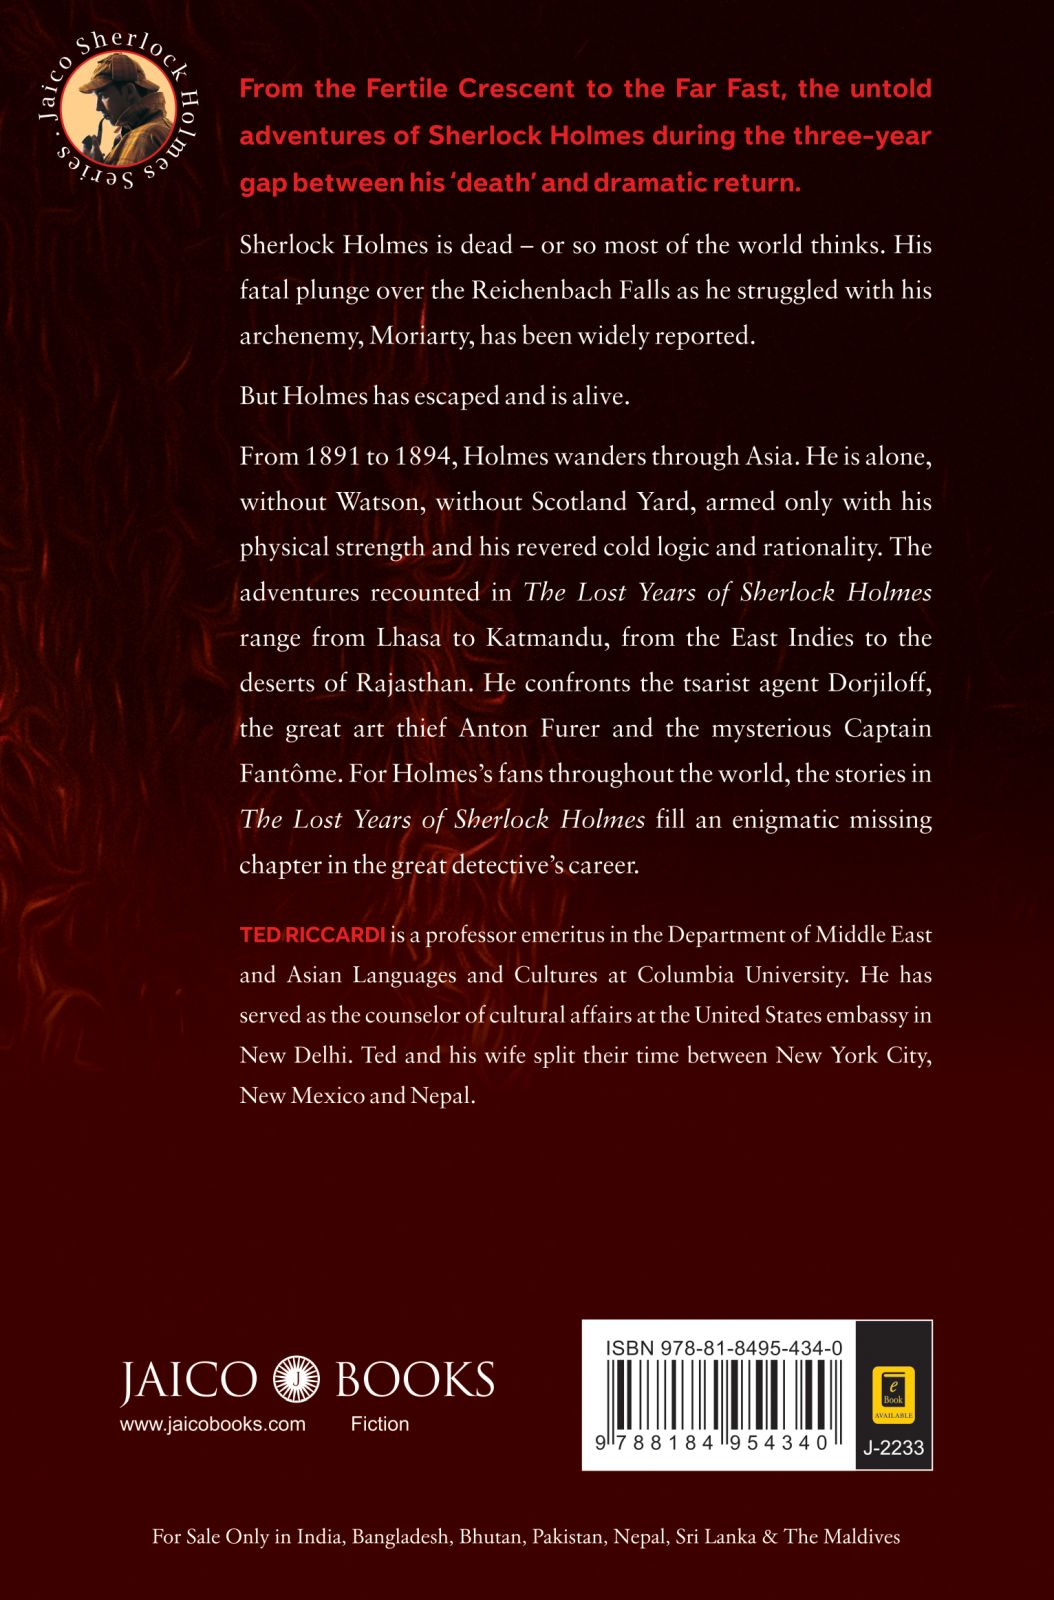 Jaico Sherlock Holmes Series .
From the Fertile Crescent to the Far Fast, the untold
adventures of Sherlock Holmes during the three-year
gap between his ‘death’ and dramatic return.
Sherlock Holmes is dead – or so most of the world thinks. His
fatal plunge over the Reichenbach Falls as he struggled with his
archenemy, Moriarty, has been widely reported.
But Holmes has escaped and is alive.
From 1891 to 1894, Holmes wanders through Asia. He is alone,
without Watson, without Scotland Yard, armed only with his
physical strength and his revered cold logic and rationality. The
adventures recounted in The Lost Years of Sherlock Holmes
range from Lhasa to Katmandu, from the East Indies to the
deserts of Rajasthan. He confronts the tsarist agent Dorjiloff,
the great art thief Anton Furer and the mysterious Captain
Fantôme. For Holmes’s fans throughout the world, the stories in
The Lost Years of Sherlock Holmes fill an enigmatic missing
chapter in the great detective’s career.
TED RICCARDI is a professor emeritus in the Department of Middle East
and Asian Languages and Cultures at Columbia University. He has
served as the counselor of cultural affairs at the United States embassy in
New Delhi. Ted and his wife split their time between New York City,
New Mexico and Nepal.
JAICO J BOOKS
www.jaicobooks.com Fiction
ISBN 978-81-8495-434-0
9 788184 954340
e
Book
AVAILABLE
J-2233
For Sale Only in India, Bangladesh, Bhutan, Pakistan, Nepal, Sri Lanka & The Maldives